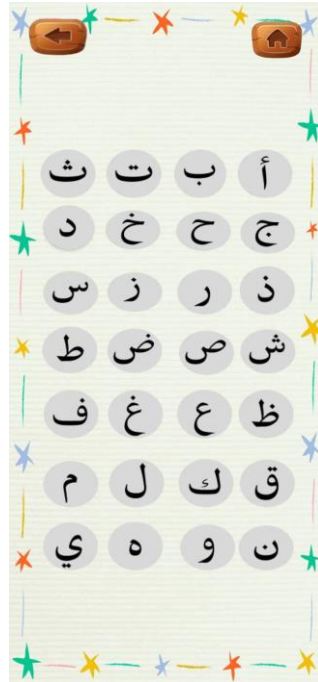 أ ب ت ث
ج ح خ د
ذ ر ز س
ش ص ض ط
ظ ع غ ف
ق ك ل م
ن و ه ي